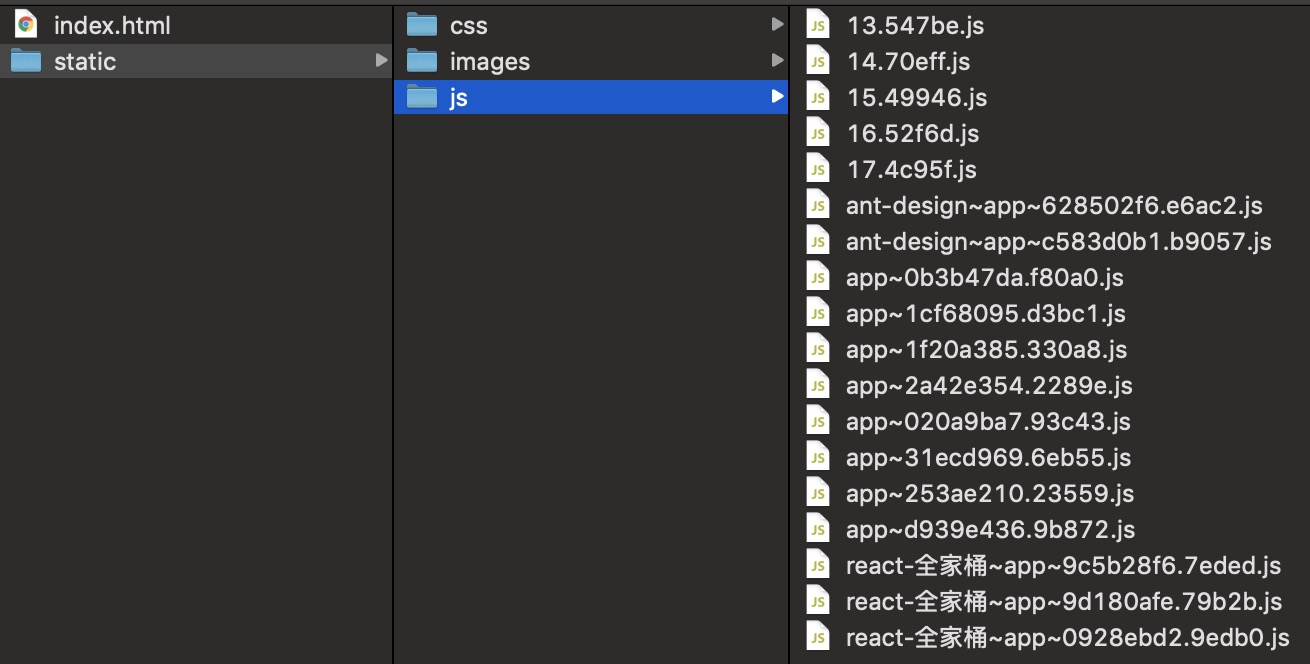 index.html
static
css
images
js
13.547be.js
14.70eff.js
15.49946.js
16.52f6d.js
17.4c95f.js
ant-design~app~628502f6.e6ac2.js
ant-design~app~c583d0b1.b9057.js
app~0b3b47da.f80a0.js
app~1cf68095.d3bc1.js
app~1f20a385.330a8.js
app~2a42e354.2289e.js
app~020a9ba7.93c43.js
app~31ecd969.6eb55.js
app~253ae210.23559.js
app~d939e436.9b872.js
react-全家桶~app~9c5b28f6.7eded.js
react-全家桶~app~9d180afe.79b2b.js
react-全家桶~app~0928ebd2.9edb0.js